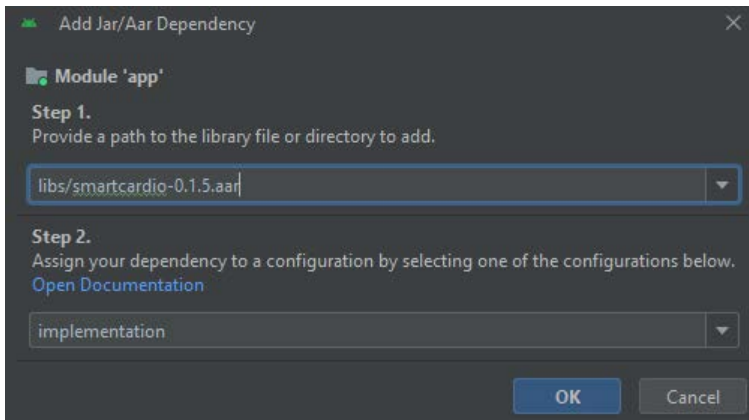 Add Jar/Aar Dependency
Module 'app'
Step 1.
Provide a path to the library file or directory to add.
libs/smartcardio-0.1.5.aar
Step 2.
Assign your dependency to a configuration by selecting one of the configurations below.
Open Documentation
implementation
OK
Cancel